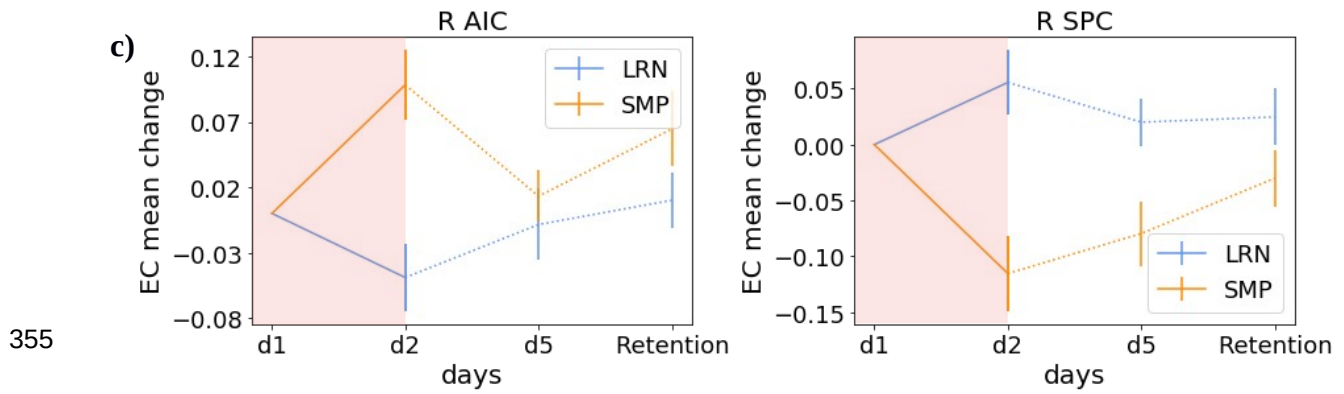 c)
R AIC
EC mean change
0.12
0.07
0.02
−0.03
−0.08
LRN
SMP
d1 d2 d5 Retention
days
R SPC
EC mean change
0.05
0.00
−0.05
−0.10
−0.15
LRN
SMP
d1 d2 d5 Retention
days
355